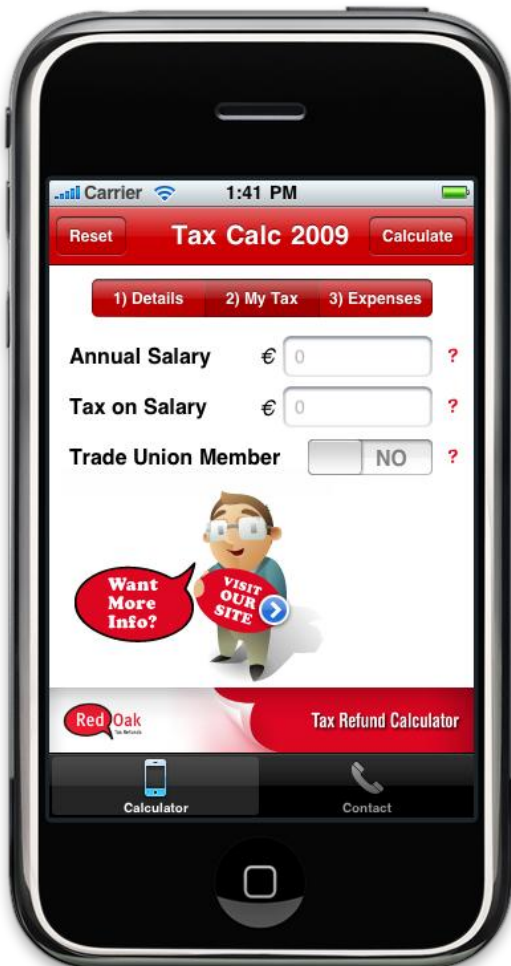 Carrier 1:41 PM
Reset Tax Calc 2009 Calculate
1) Details 2) My Tax 3) Expenses
Annual Salary € 0 ?
Tax on Salary € 0 ?
Trade Union Member NO ?
Want
More
Info?
VISIT
OUR
SITE
Red Oak
Tax Refunds
Tax Refund Calculator
Calculator Contact